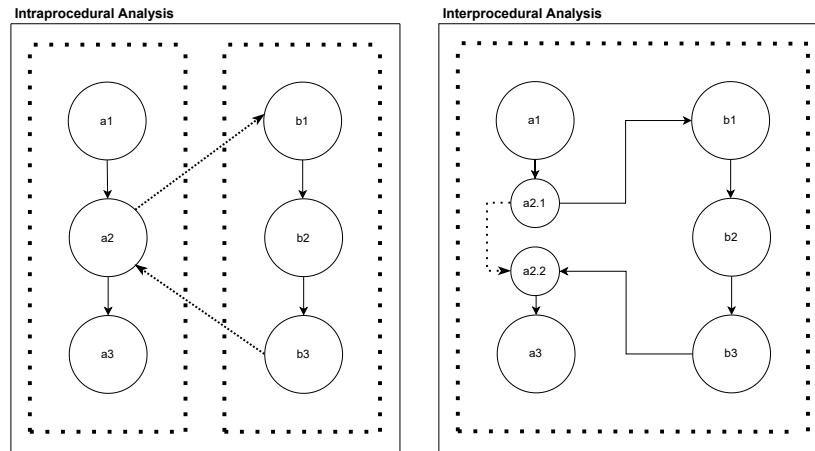 Intraprocedural Analysis
a1
b1
a2
b2
a3
b3
Interprocedural Analysis
a1
b1
a2.1
b2
a2.2
a3
b3